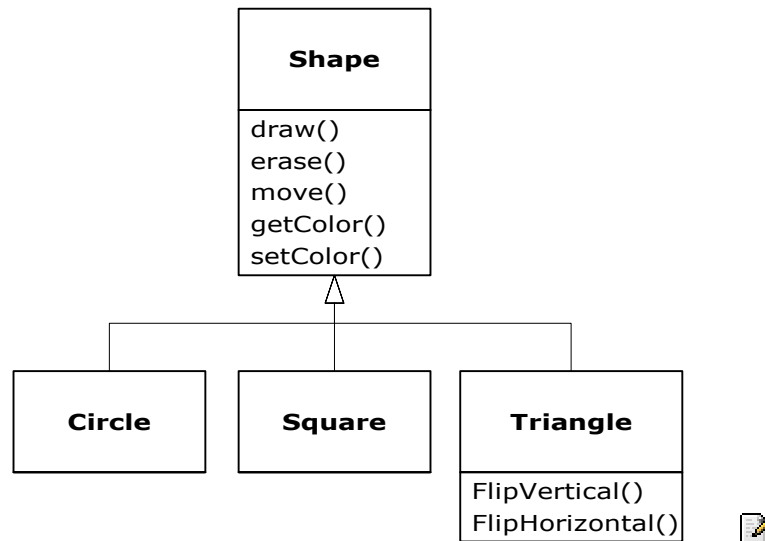 Shape
draw()
erase()
move()
getColor()
setColor()
Circle
Square
Triangle
FlipVertical()
FlipHorizontal()